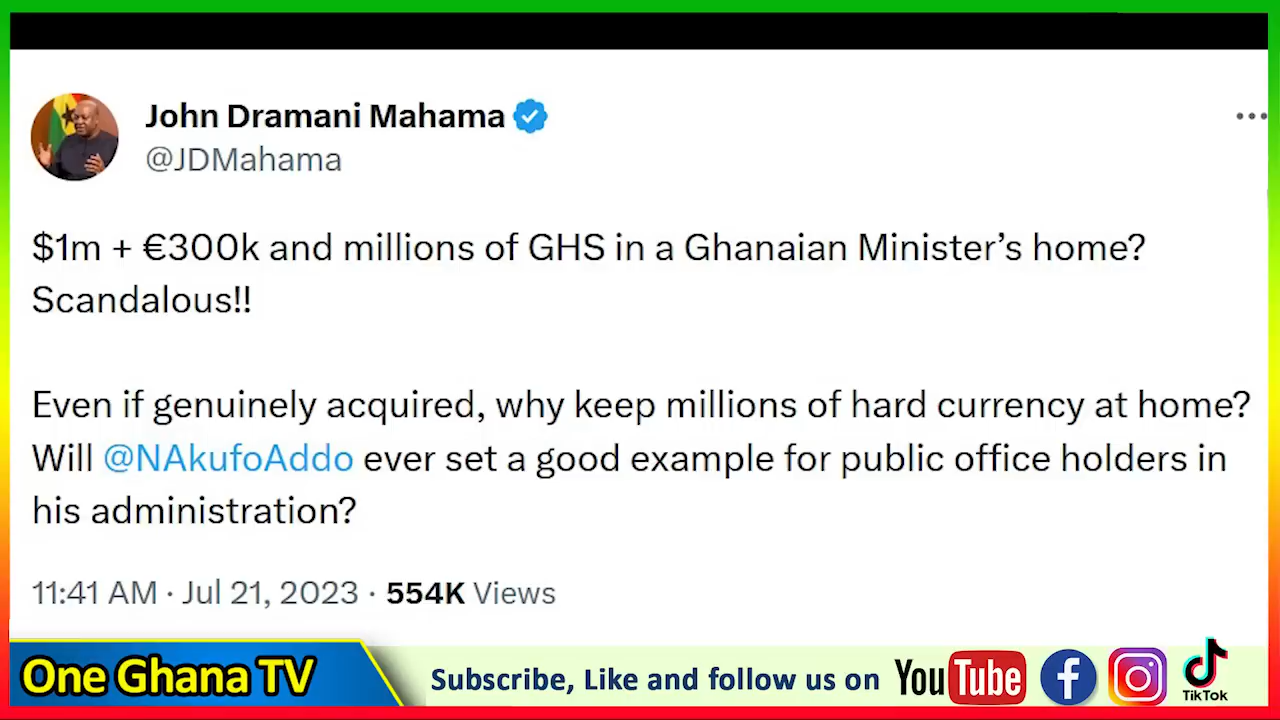 John Dramani Mahama
@JDMahama
$1m + €300k and millions of GHS in a Ghanaian Minister’s home?
Scandalous!!
Even if genuinely acquired, why keep millions of hard currency at home?
Will @NAkufoAddo ever set a good example for public office holders in
his administration?
11:41 AM · Jul 21, 2023 · 554K Views
One Ghana TV
Subscribe, Like and follow us on YouTube
TikTok